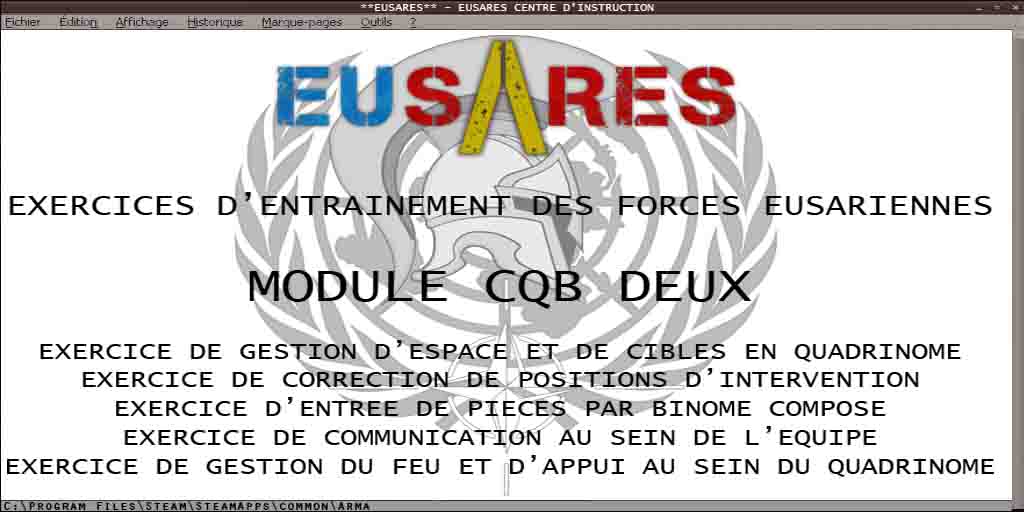 **EUSARES** - EUSARES CENTRE D'INSTRUCTION
Fichier Édition Affichage Historique Marque-pages Outils ?
EUSARES
EXERCICES D'ENTRAINEMENT DES FORCES EUSARIENNES
MODULE CQB DEUX
EXERCICE DE GESTION D'ESPACE ET DE CIBLES EN QUADRINOME
EXERCICE DE CORRECTION DE POSITIONS D'INTERVENTION
EXERCICE D'ENTREE DE PIECES PAR BINOME COMPOSE
EXERCICE DE COMMUNICATION AU SEIN DE L'EQUIPE
EXERCICE DE GESTION DU FEU ET D'APPUI AU SEIN DU QUADRINOME
C:\Program Files\Steam\SteamApps\common\Arma